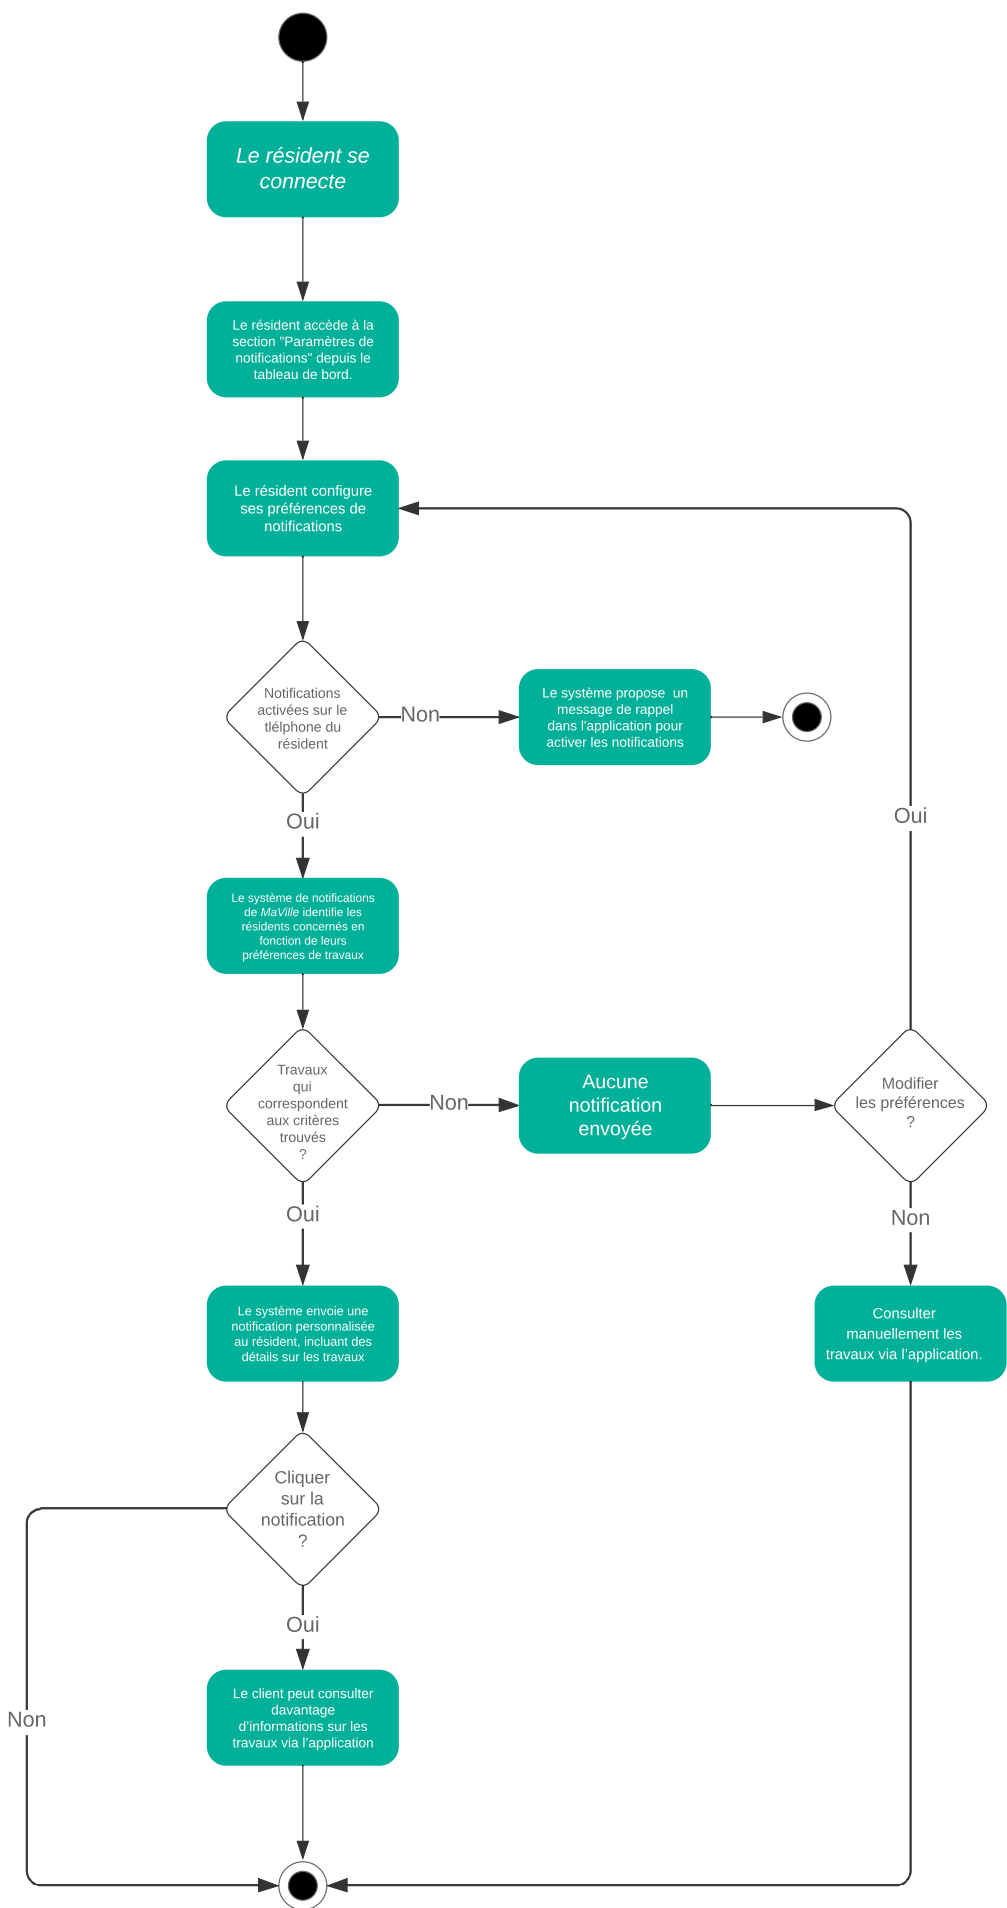 Le résident se
connecte
Le résident accède à la
section "Paramètres de
notifications" depuis le
tableau de bord.
Le résident configure
ses préférences de
notifications
Notifications
activées sur le
tlélphone du
résident
Non
Le système propose  un
message de rappel
dans l'application pour
activer les notifications
Oui
Oui
Le système de notifications
de MaVille identifie les
résidents concernés en
fonction de leurs
préférences de travaux
Travaux
qui
correspondent
aux critères
trouvés
?
Non
Aucune
notification
envoyée
Modifier
les préférences
?
Oui
Non
Le système envoie une
notification personnalisée
au résident, incluant des
détails sur les travaux
Consulter
manuellement les
travaux via l'application.
Cliquer
sur la
notification
?
Oui
Non
Le client peut consulter
davantage
d'informations sur les
travaux via l'application